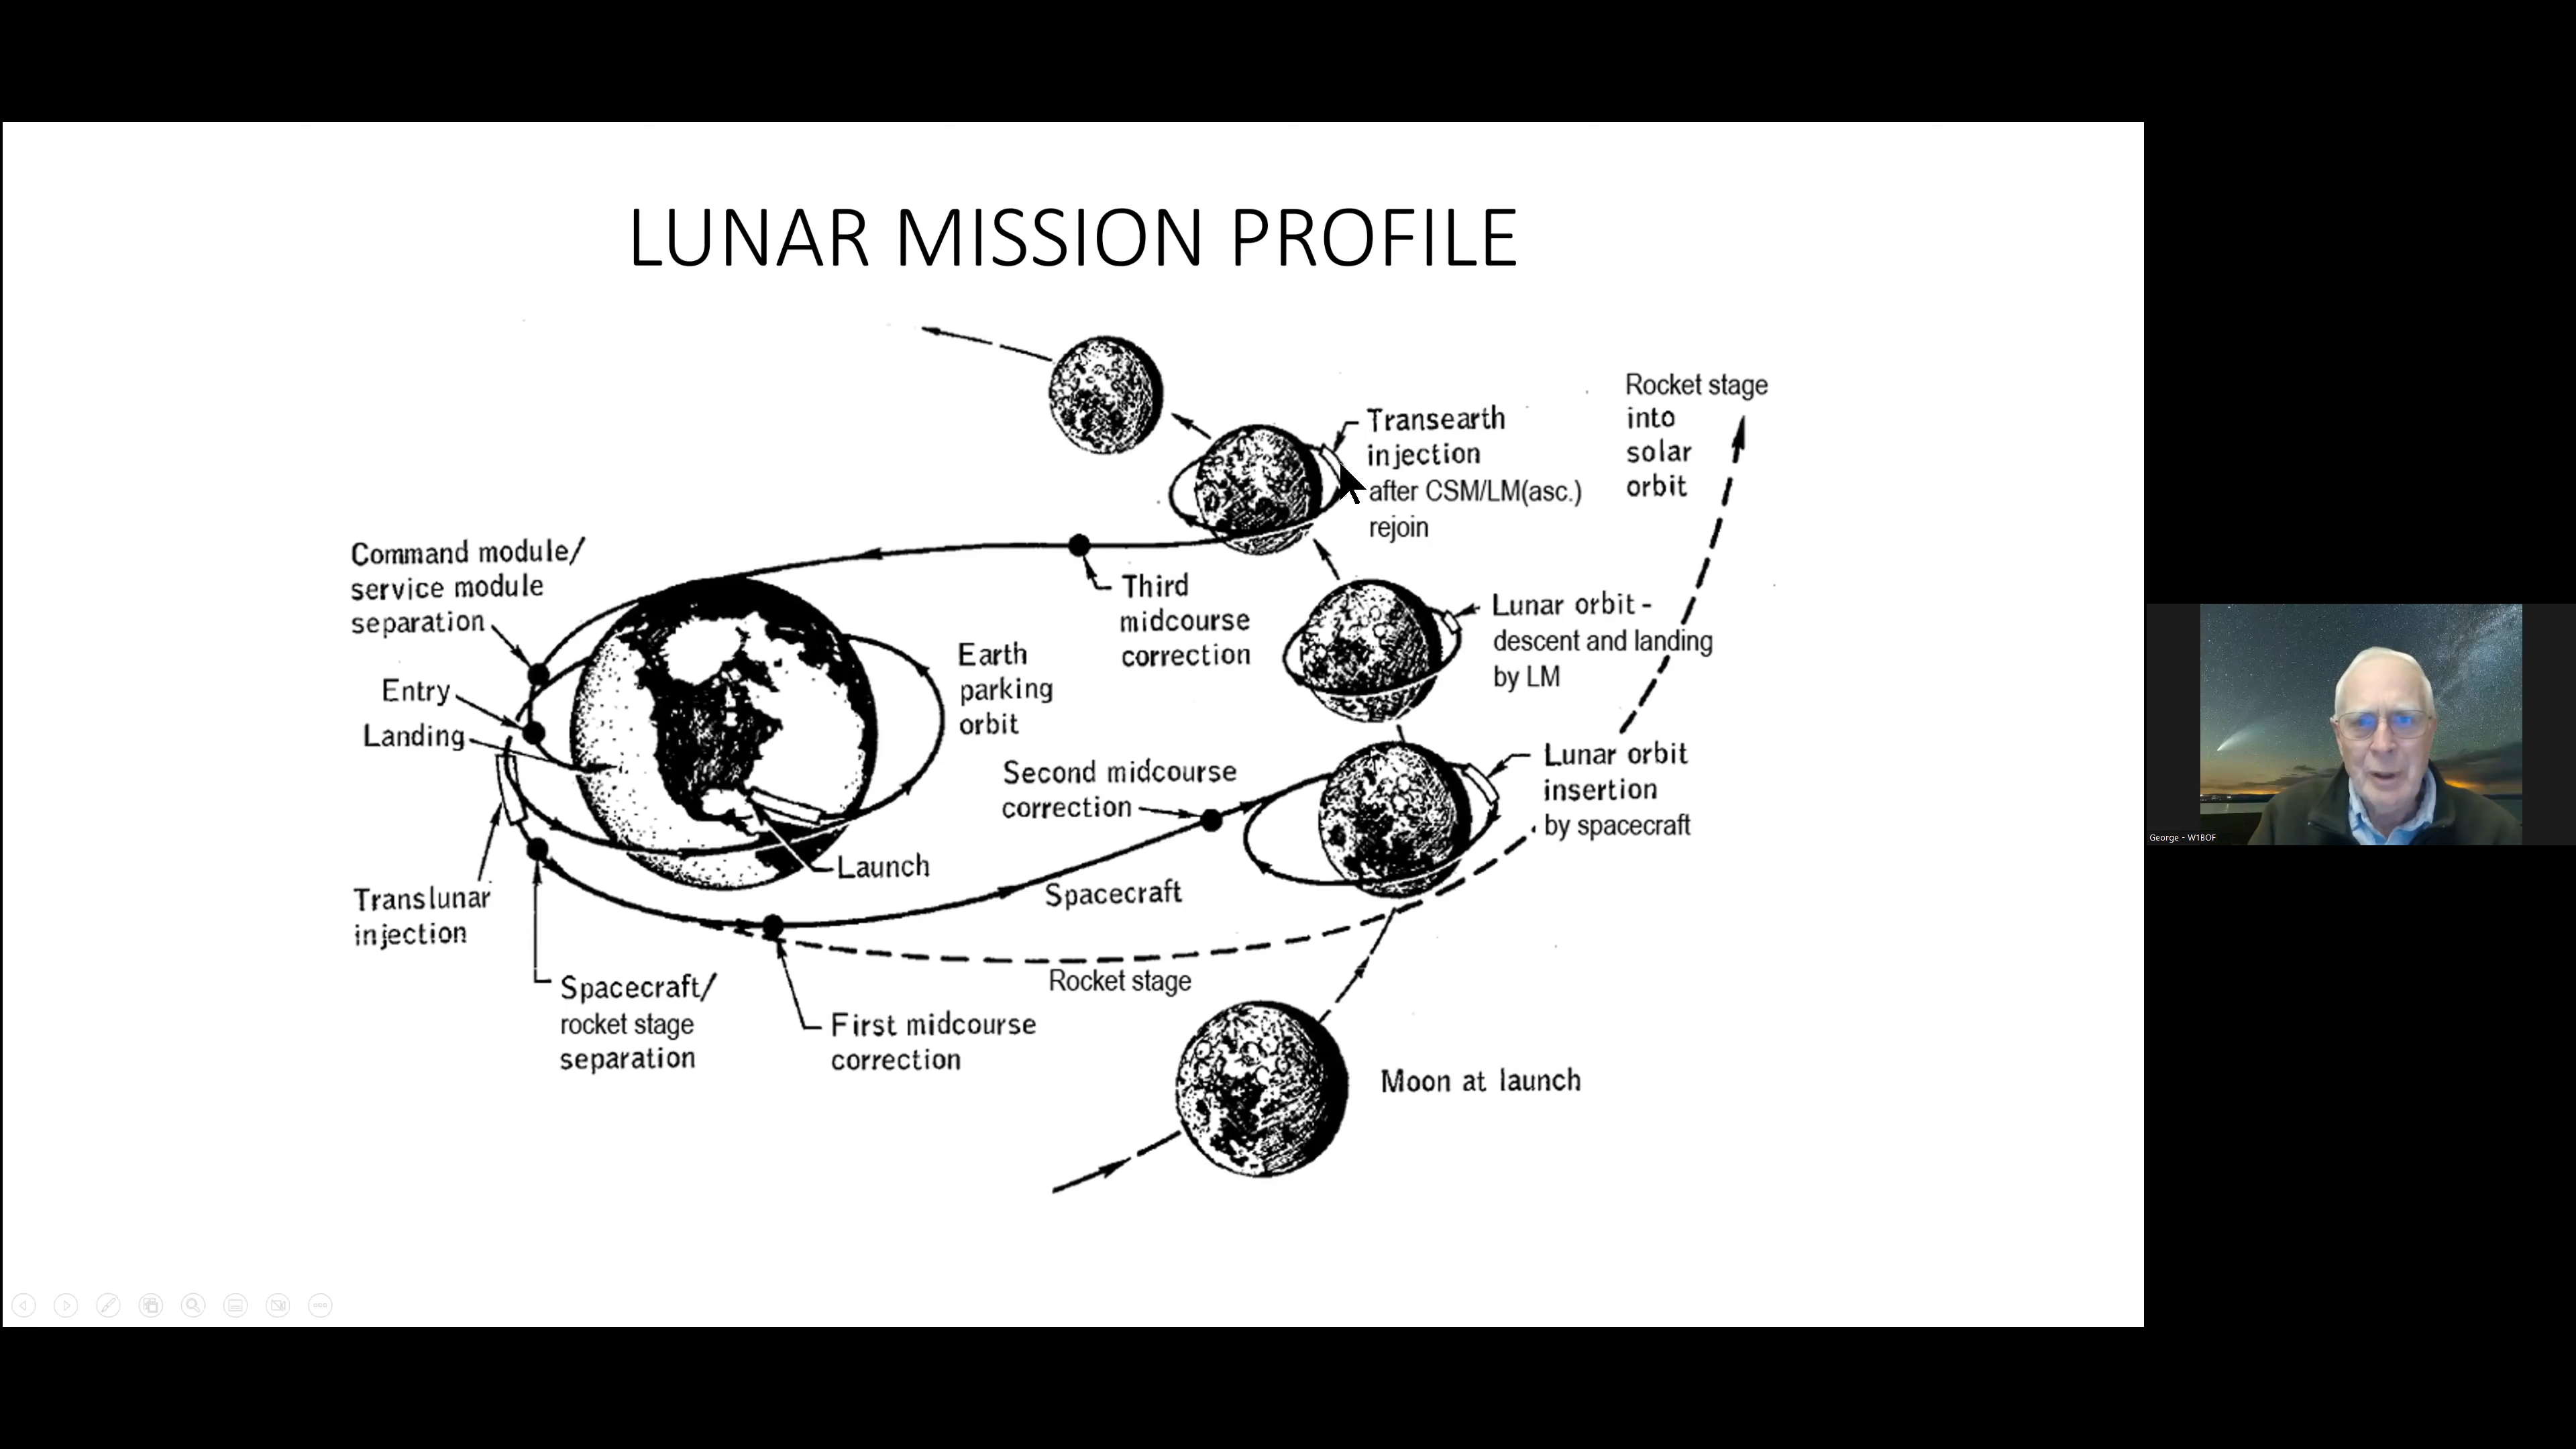 LUNAR MISSION PROFILE
Rocket stage
into
solar
orbit
Transearth
injection
after CSM/LM(asc.)
rejoin
Command module/
service module
separation
Third
midcourse
correction
Lunar orbit -
descent and landing
by LM
Entry
Landing
Earth
parking
orbit
Second midcourse
correction
Lunar orbit
insertion
by spacecraft
Launch
Spacecraft
Translunar
injection
Rocket stage
Spacecraft/
rocket stage
separation
First midcourse
correction
Moon at launch
George - W1BOF